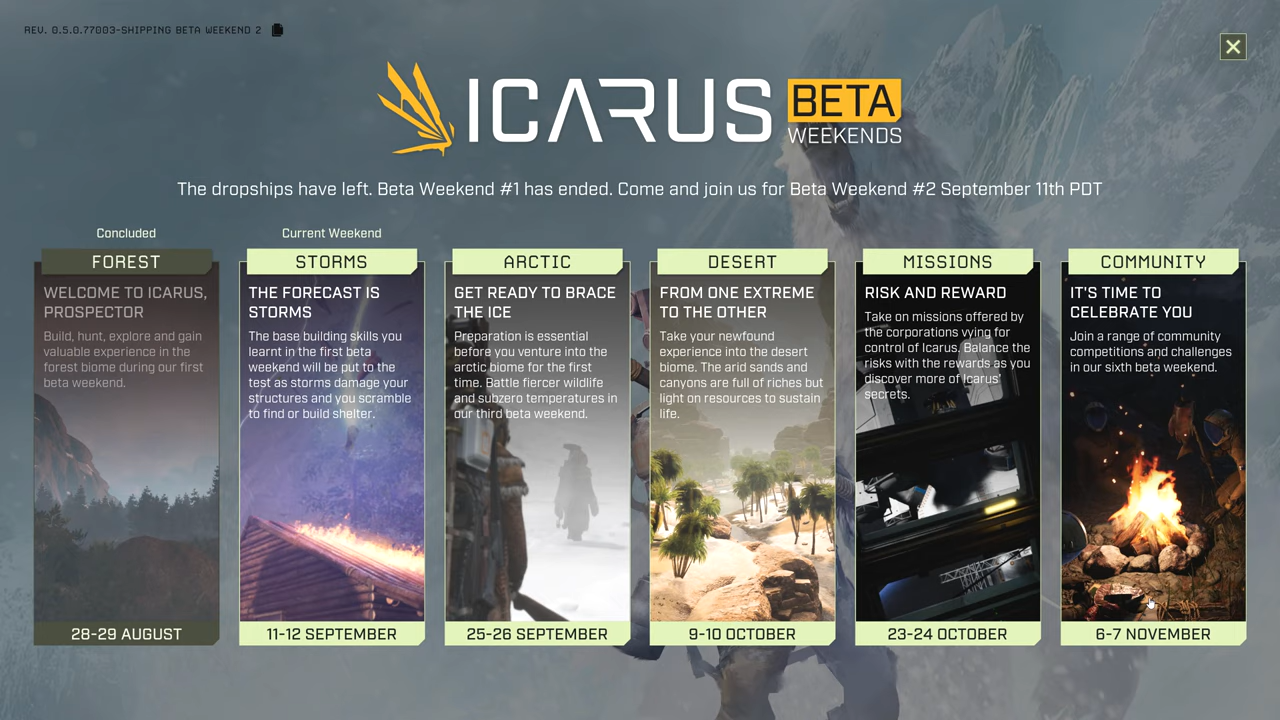 REV. 0.5.0.77003-SHIPPING BETA WEEKEND 2
ICARUS BETA
WEEKENDS
The dropships have left. Beta Weekend #1 has ended. Come and join us for Beta Weekend #2 September 11th PDT
Concluded
FOREST
WELCOME TO ICARUS,
PROSPECTOR
Build, hunt, explore and gain
valuable experience in the
forest biome during our first
beta weekend.
28-29 AUGUST
Current Weekend
STORMS
THE FORECAST IS
STORMS
The base building skills you
learnt in the first beta
weekend will be put to the
test as storms damage your
structures and you scramble
to find or build shelter.
11-12 SEPTEMBER
ARCTIC
GET READY TO BRACE
THE ICE
Preparation is essential
before you venture into the
arctic biome for the first
time. Battle fiercer wildlife
and subzero temperatures in
our third beta weekend.
25-26 SEPTEMBER
DESERT
FROM ONE EXTREME
TO THE OTHER
Take your newfound
experience into the desert
biome. The arid sands and
canyons are full of riches but
light on resources to sustain
life.
9-10 OCTOBER
MISSIONS
RISK AND REWARD
Take on missions offered by
the corporations vying for
control of Icarus. Balance the
risks with the rewards as you
discover more of Icarus'
secrets.
23-24 OCTOBER
COMMUNITY
IT'S TIME TO
CELEBRATE YOU
Join a range of community
competitions and challenges
in our sixth beta weekend.
6-7 NOVEMBER